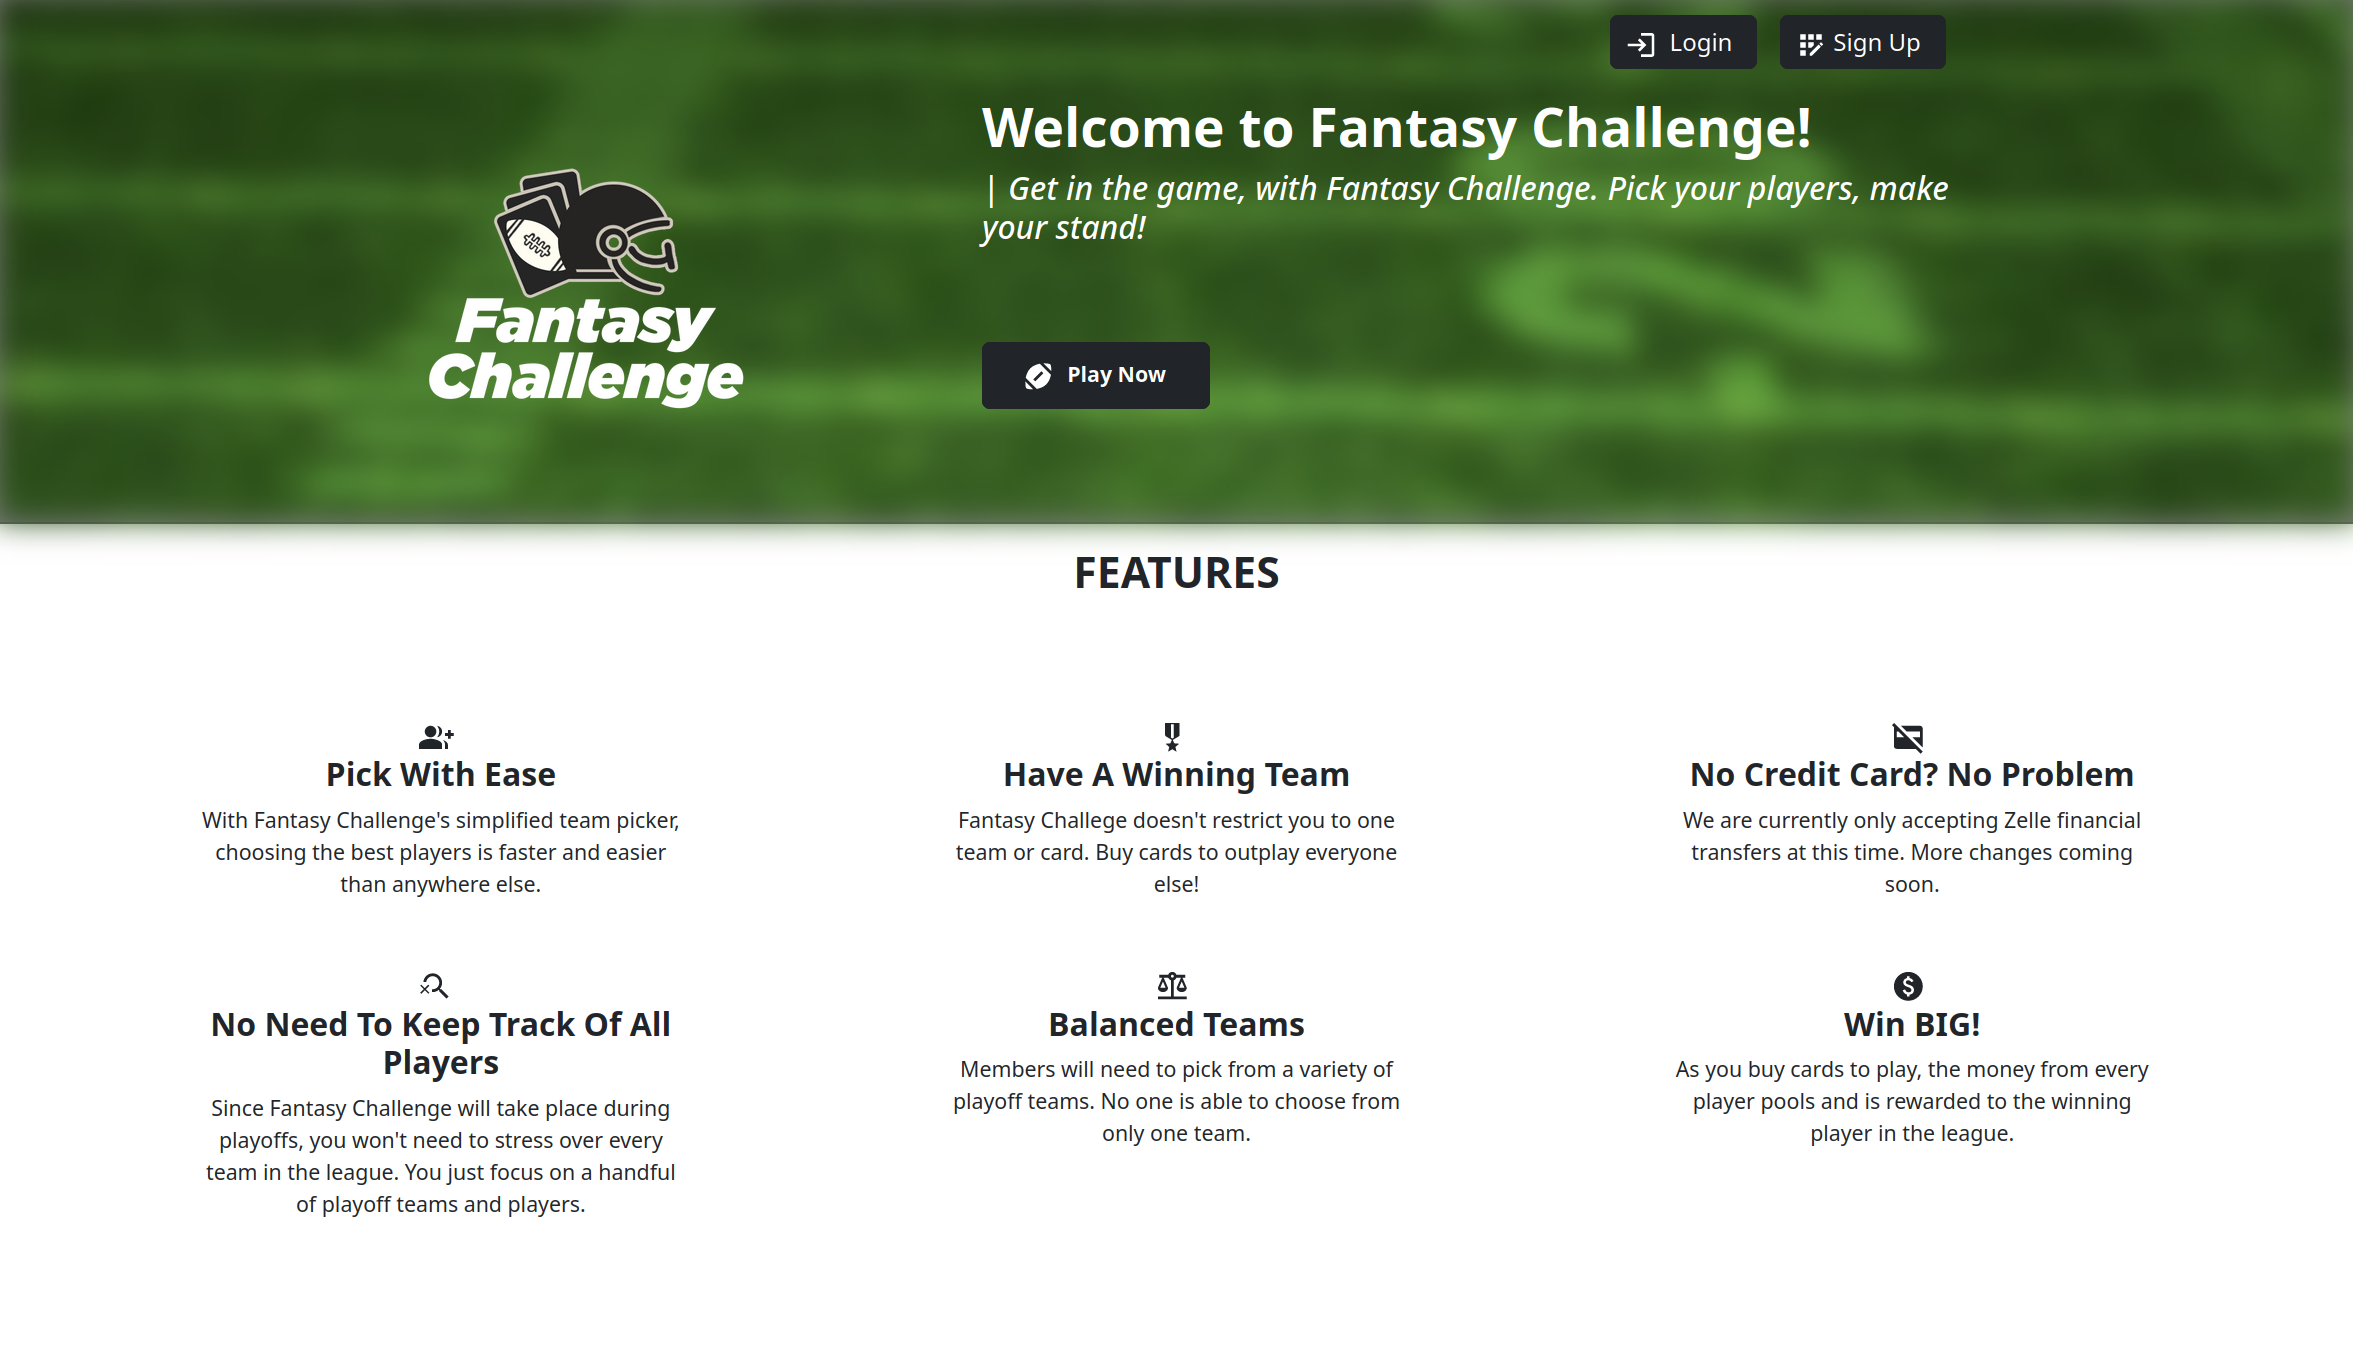 Login
Sign Up
Welcome to Fantasy Challenge!
| Get in the game, with Fantasy Challenge. Pick your players, make
your stand!
Fantasy
Challenge
Play Now
FEATURES
Pick With Ease
With Fantasy Challenge's simplified team picker,
choosing the best players is faster and easier
than anywhere else.
Have A Winning Team
Fantasy Challege doesn't restrict you to one
team or card. Buy cards to outplay everyone
else!
No Credit Card? No Problem
We are currently only accepting Zelle financial
transfers at this time. More changes coming
soon.
No Need To Keep Track Of All
Players
Since Fantasy Challenge will take place during
playoffs, you won't need to stress over every
team in the league. You just focus on a handful
of playoff teams and players.
Balanced Teams
Members will need to pick from a variety of
playoff teams. No one is able to choose from
only one team.
Win BIG!
As you buy cards to play, the money from every
player pools and is rewarded to the winning
player in the league.